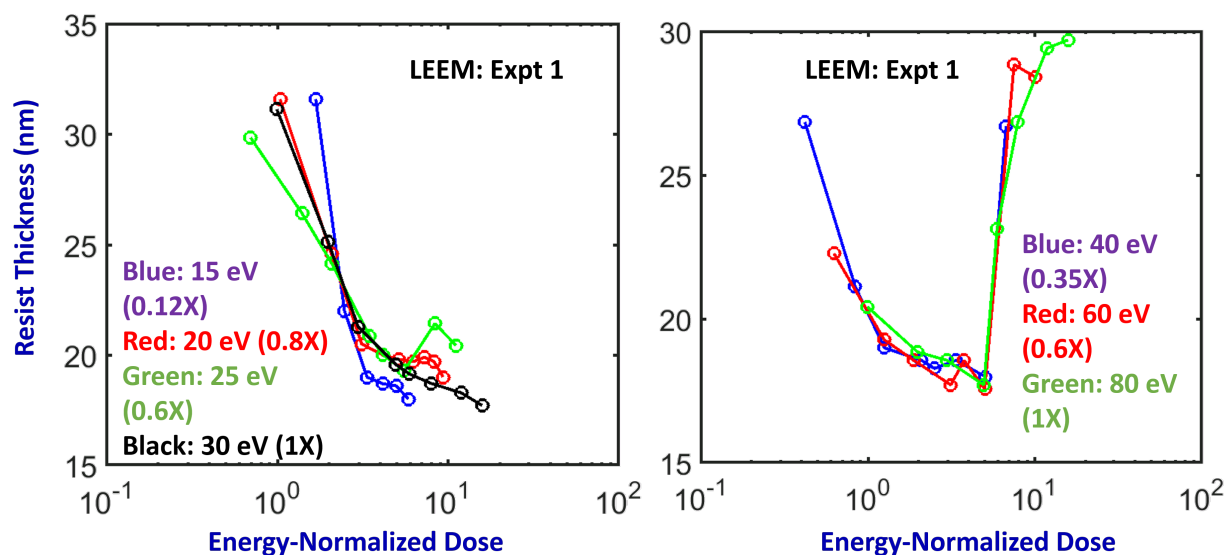 35
30
25
20
15
Resist Thickness (nm)
LEEM: Expt 1
Blue: 15 eV
(0.12X)
Red: 20 eV (0.8X)
Green: 25 eV
(0.6X)
Black: 30 eV (1X)
10^-1
10^0
10^1
10^2
Energy-Normalized Dose
30
25
20
15
LEEM: Expt 1
Blue: 40 eV
(0.35X)
Red: 60 eV
(0.6X)
Green: 80 eV
(1X)
10^-1
10^0
10^1
10^2
Energy-Normalized Dose